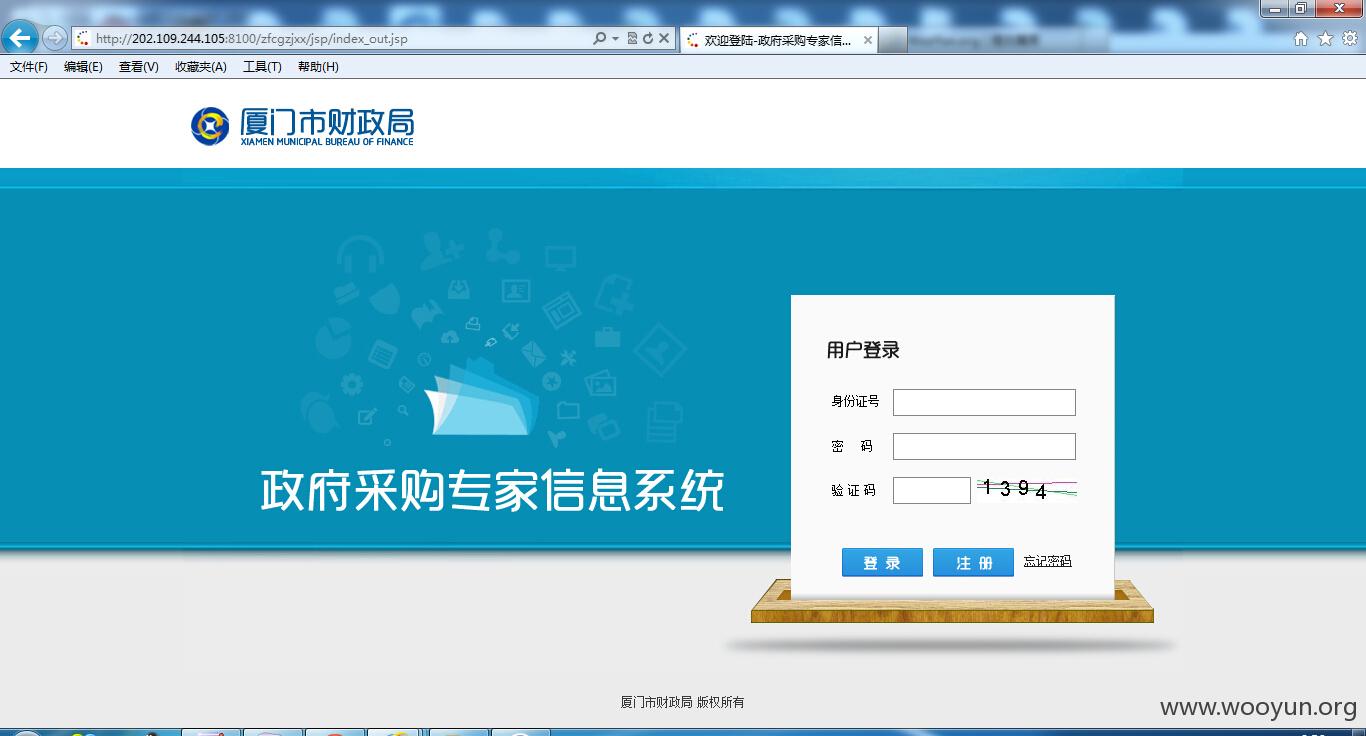 http://202.109.244.105:8100/zfcgzjxx/jsp/index_out.jsp
欢迎登陆-政府采购专家信...
文件(F) 编辑(E) 查看(V) 收藏夹(A) 工具(T) 帮助(H)
厦门市财政局
XIAMEN MUNICIPAL BUREAU OF FINANCE
政府采购专家信息系统
用户登录
身份证号
密 码
验 证 码 1394
登 录 注 册 忘记密码
厦门市财政局 版权所有
www.wooyun.org